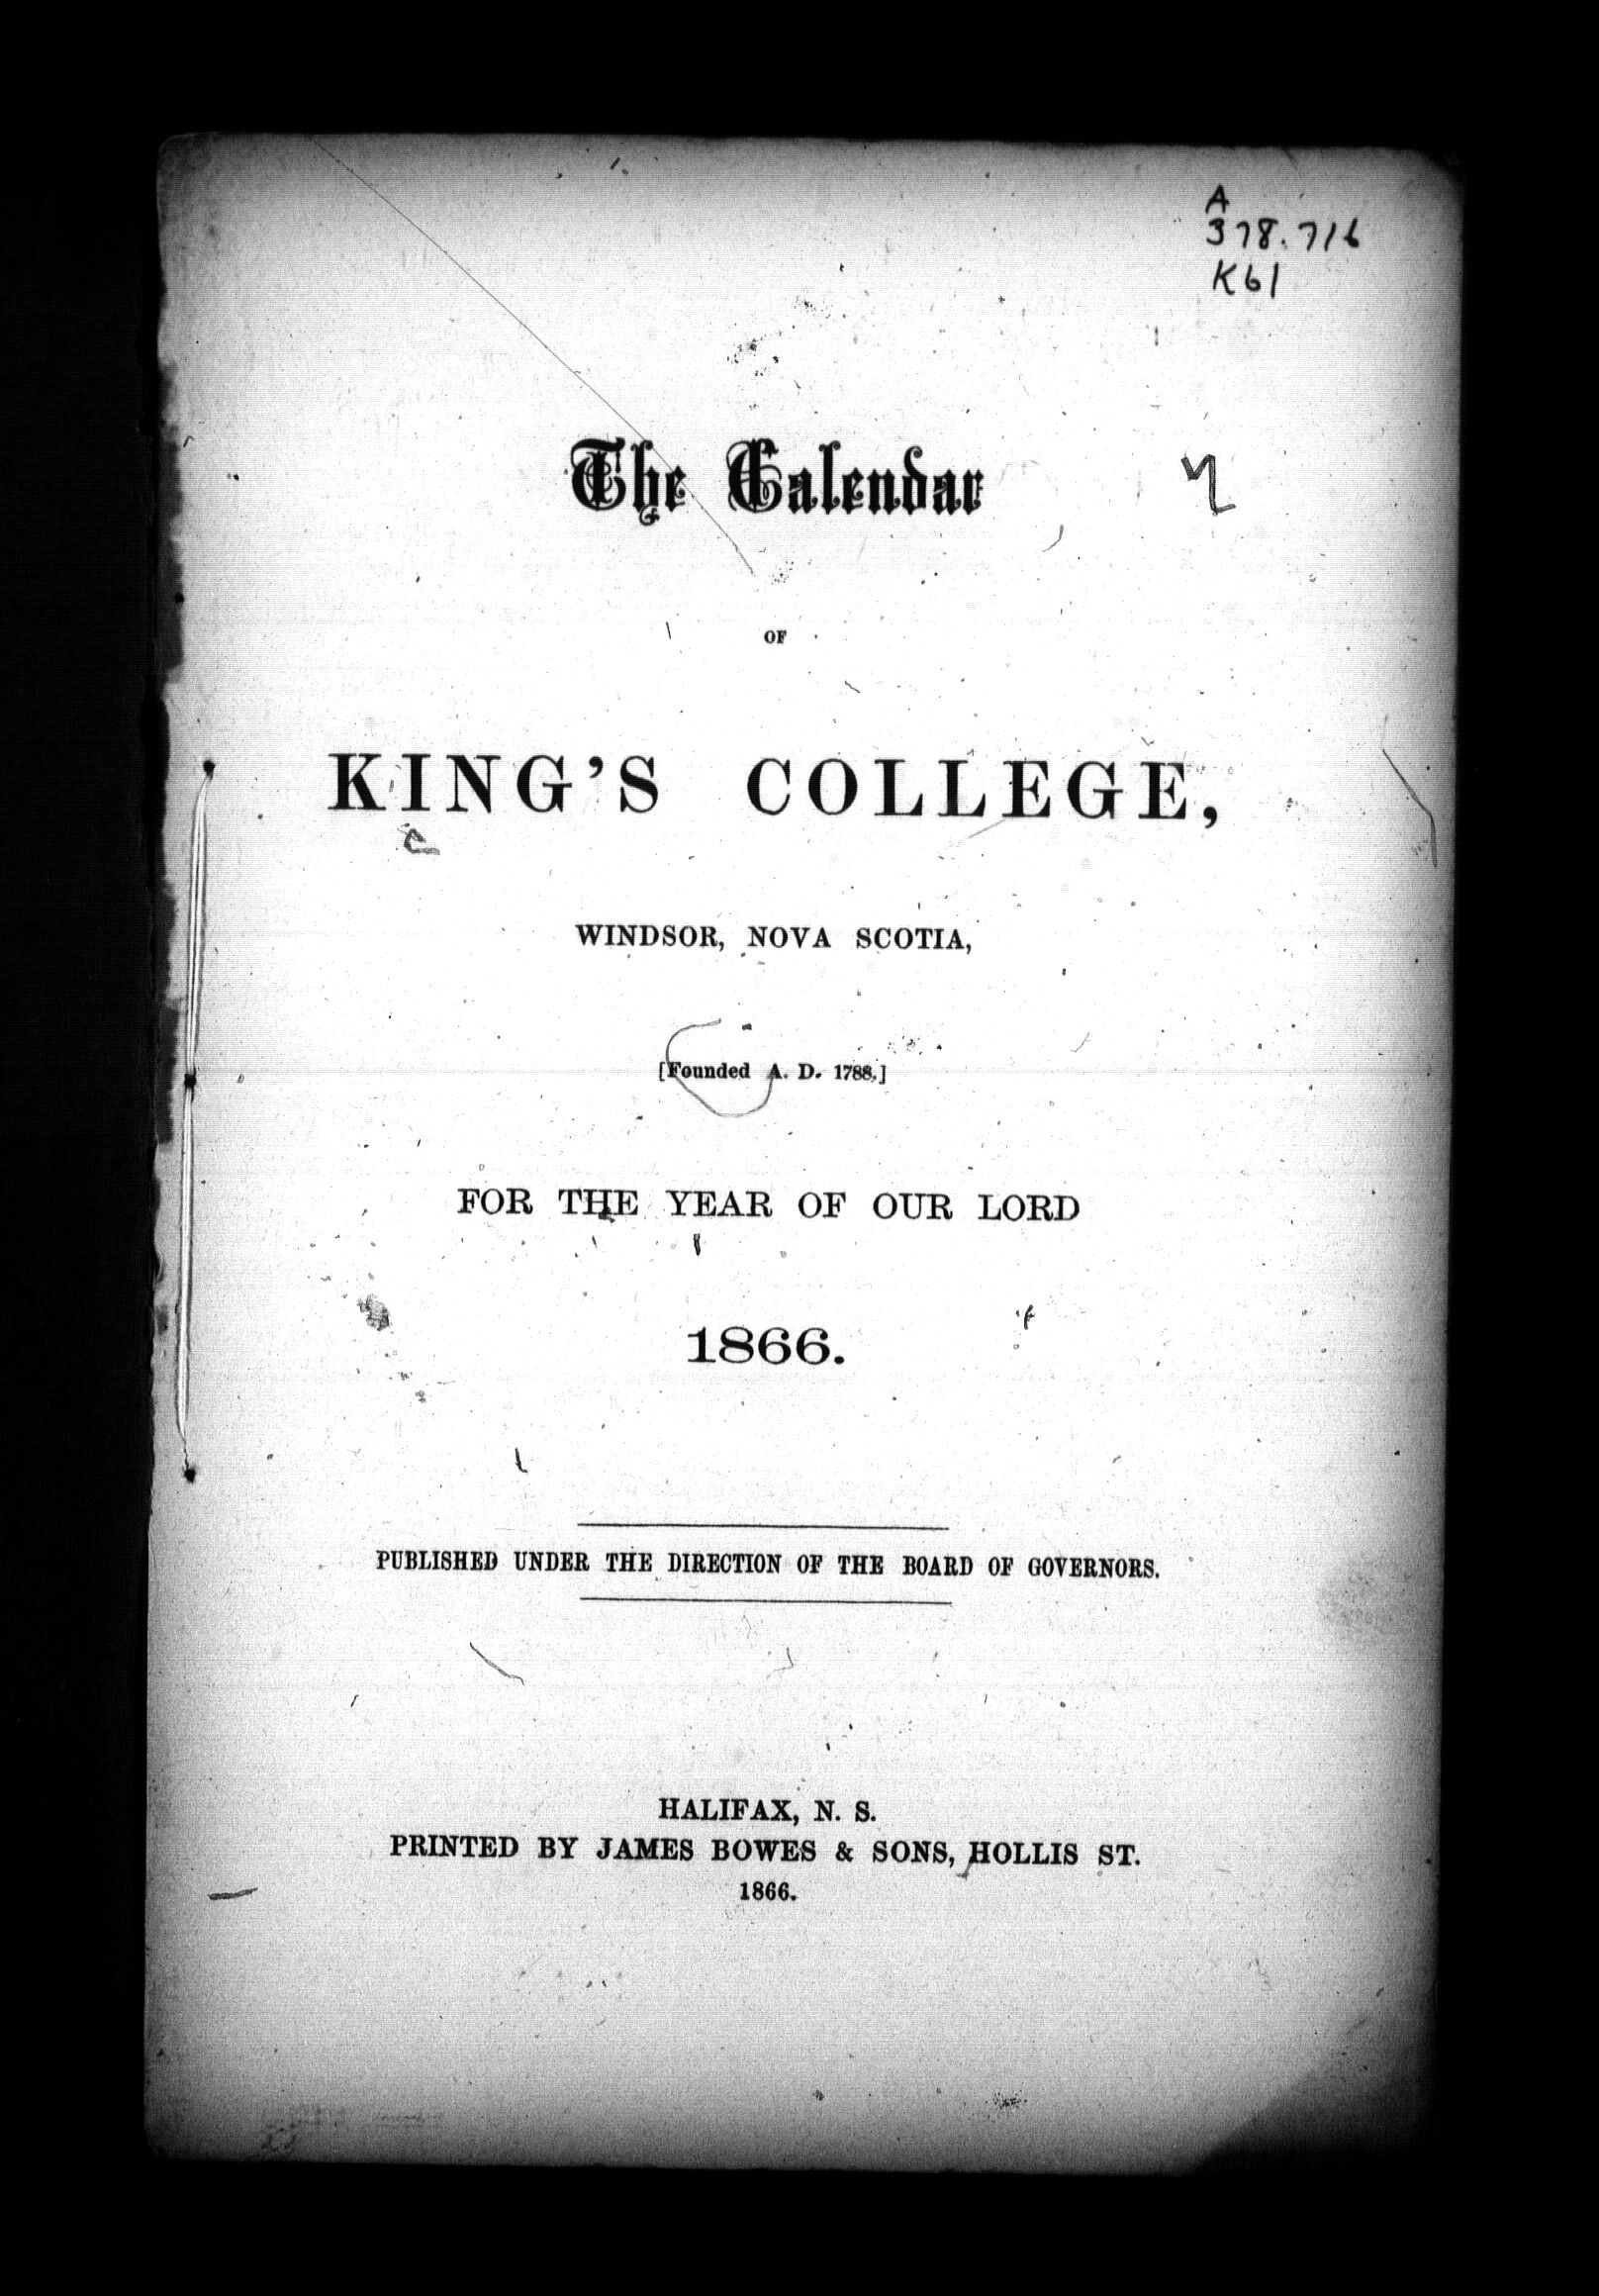 A
378.716
K61
The Calendar
OF
KING'S COLLEGE,
WINDSOR, NOVA SCOTIA,
[Founded A. D. 1788.]
FOR THE YEAR OF OUR LORD
1866.
PUBLISHED UNDER THE DIRECTION OF THE BOARD OF GOVERNORS.
HALIFAX, N. S.
PRINTED BY JAMES BOWES & SONS, HOLLIS ST.
1866.